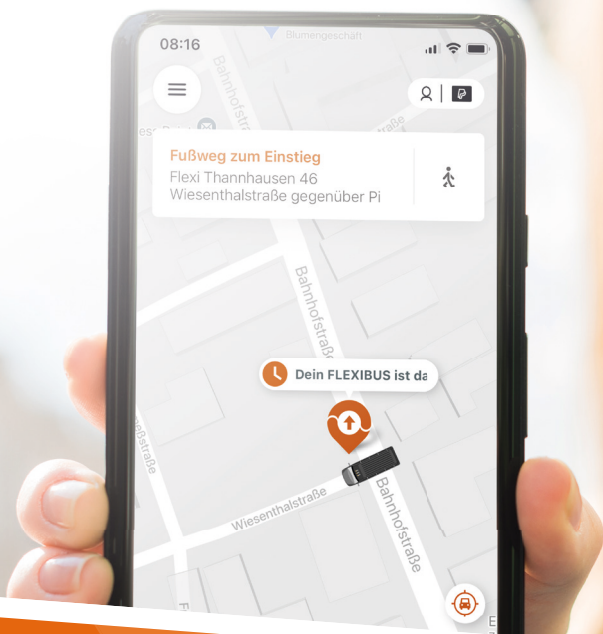 08:16
Blumengeschäft
Bahnhofstra
Fußweg zum Einstieg
Flexi Thannhausen 46
Wiesenthalstraße gegenüber Pi
Bahnhofstraße
Dein FLEXIBUS ist da
Wiesenthalstraße
Bahnhofstraße